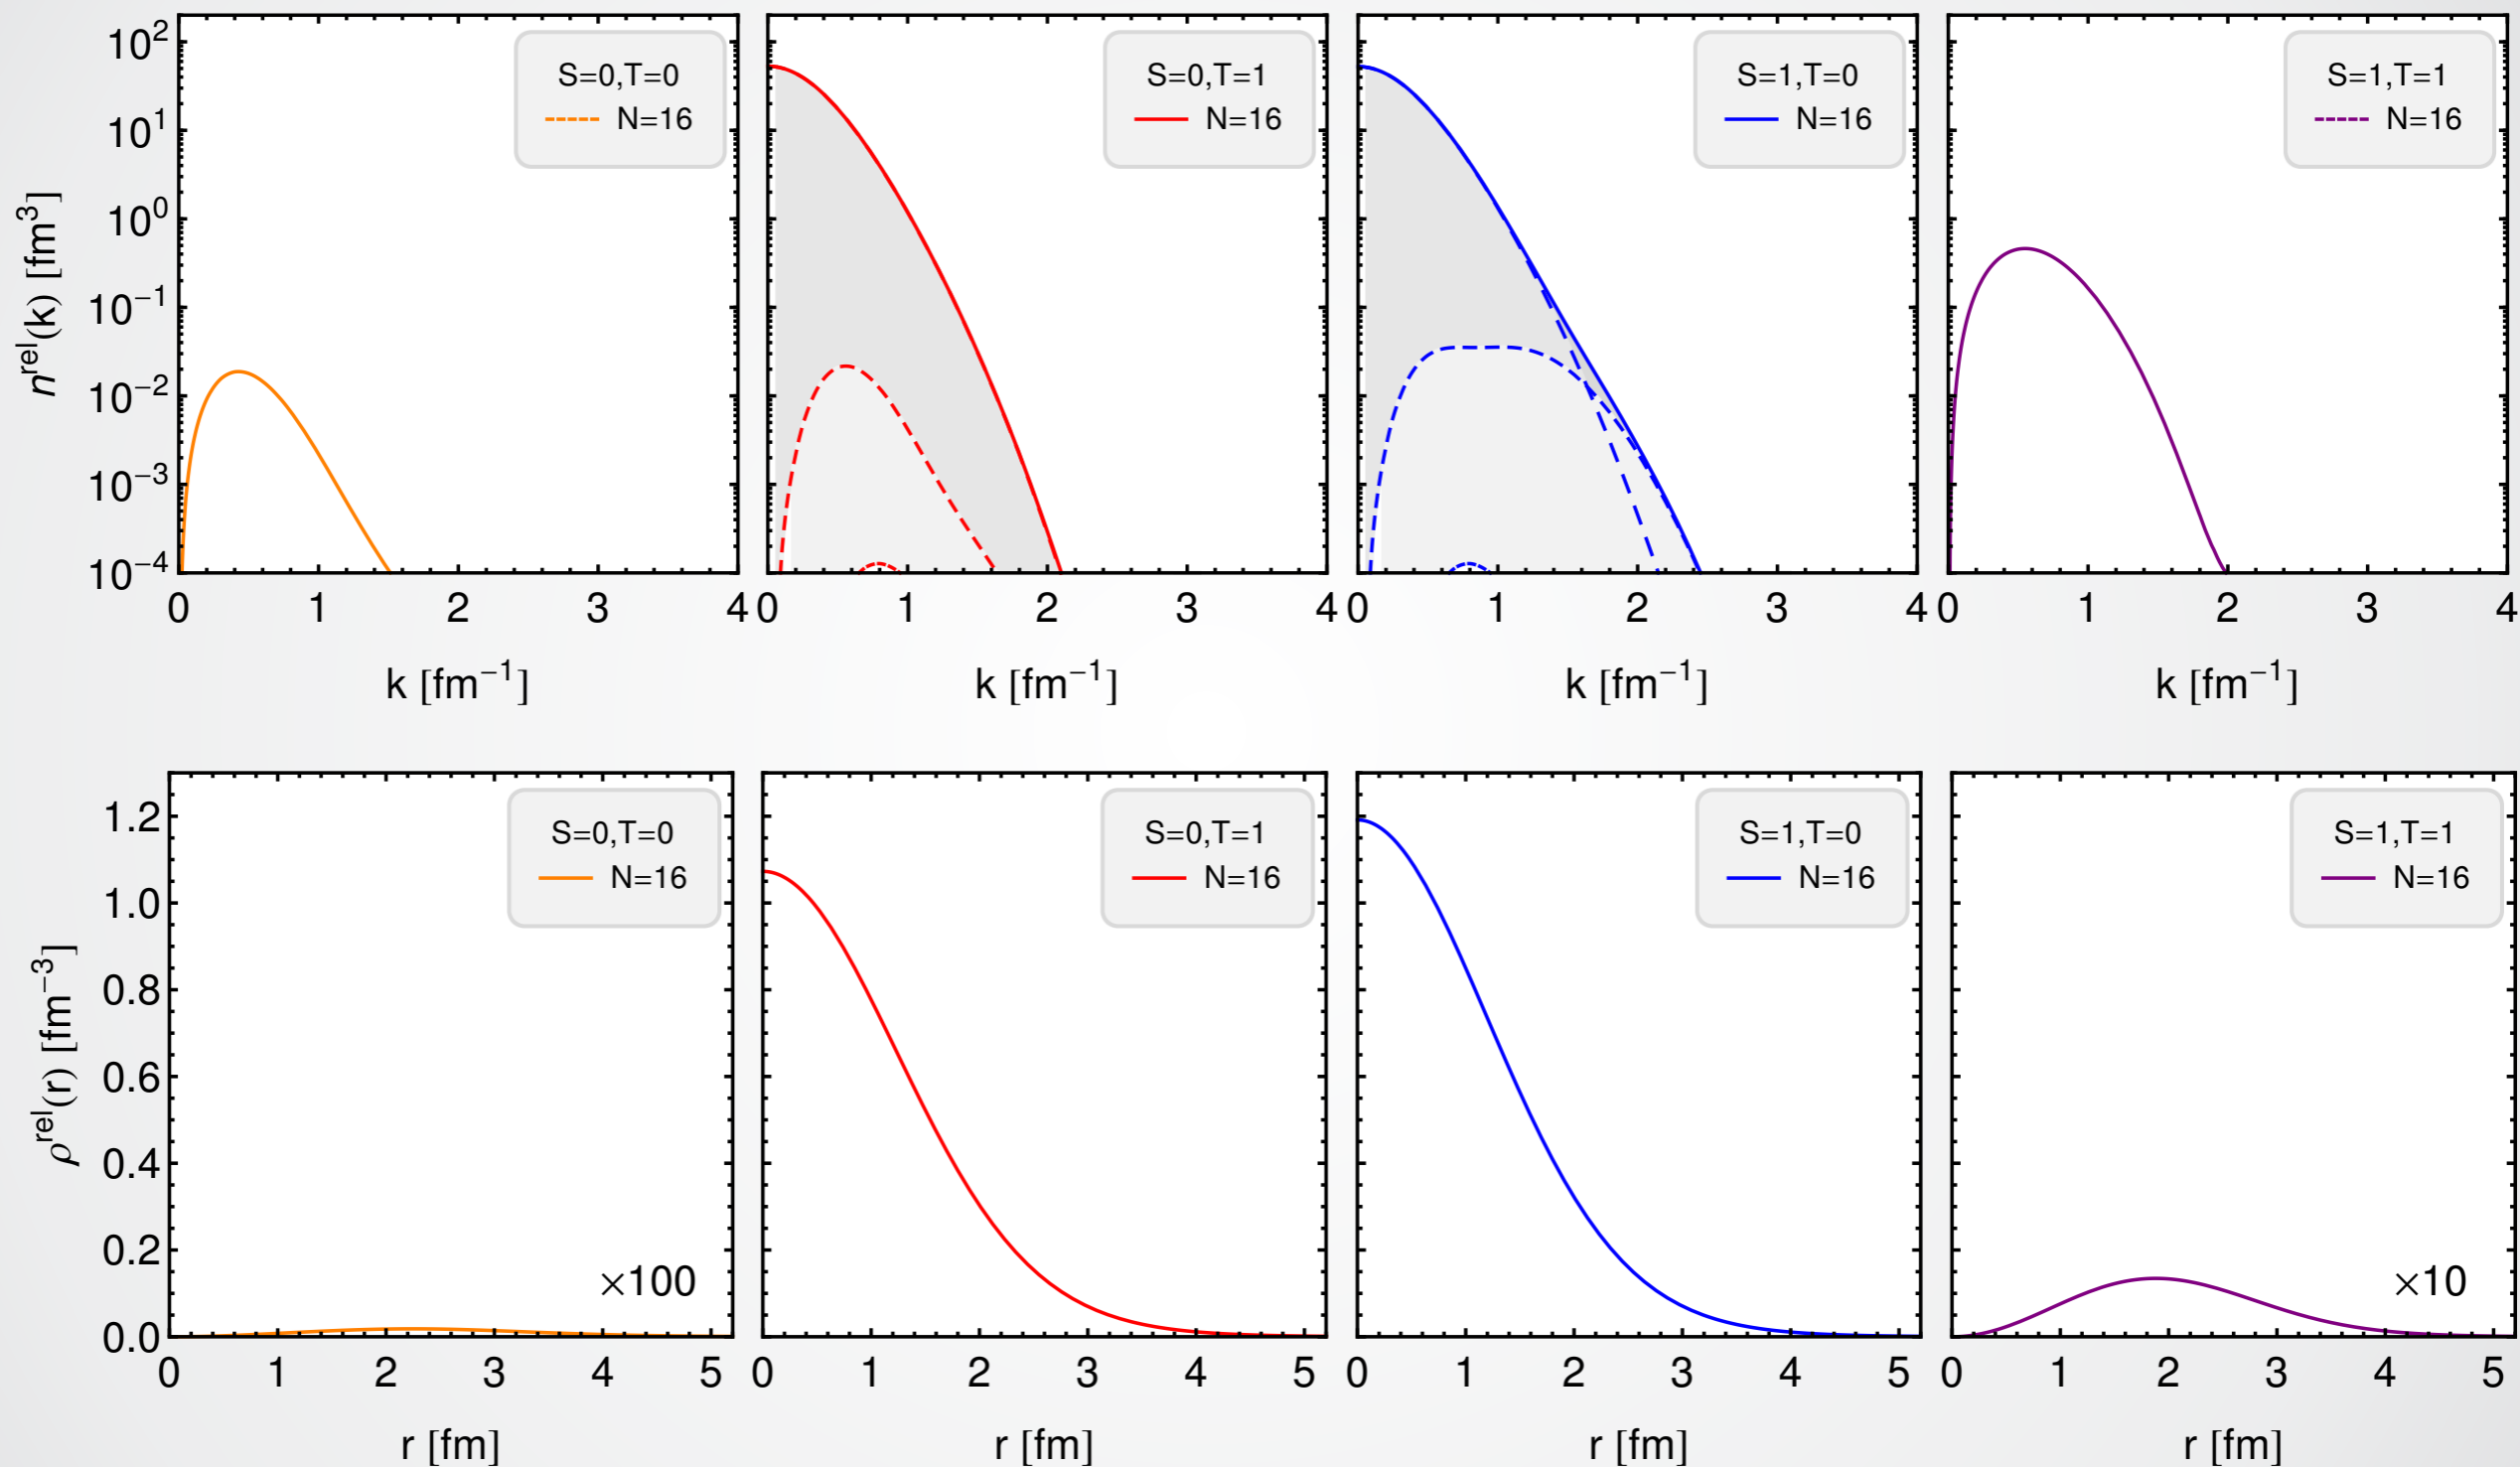 n^rel(k) [fm^3]
10^2
10^1
10^0
10^−1
10^−2
10^−3
10^−4
S=0,T=0
N=16
S=0,T=1
N=16
S=1,T=0
N=16
S=1,T=1
N=16
0 1 2 3 4 0 1 2 3 4 0 1 2 3 4 0 1 2 3 4
k [fm^−1] k [fm^−1] k [fm^−1] k [fm^−1]
ρ^rel(r) [fm^−3]
1.2
1.0
0.8
0.6
0.4
0.2
0.0
S=0,T=0
N=16
×100
S=0,T=1
N=16
S=1,T=0
N=16
S=1,T=1
N=16
×10
0 1 2 3 4 5 0 1 2 3 4 5 0 1 2 3 4 5 0 1 2 3 4 5
r [fm] r [fm] r [fm] r [fm]